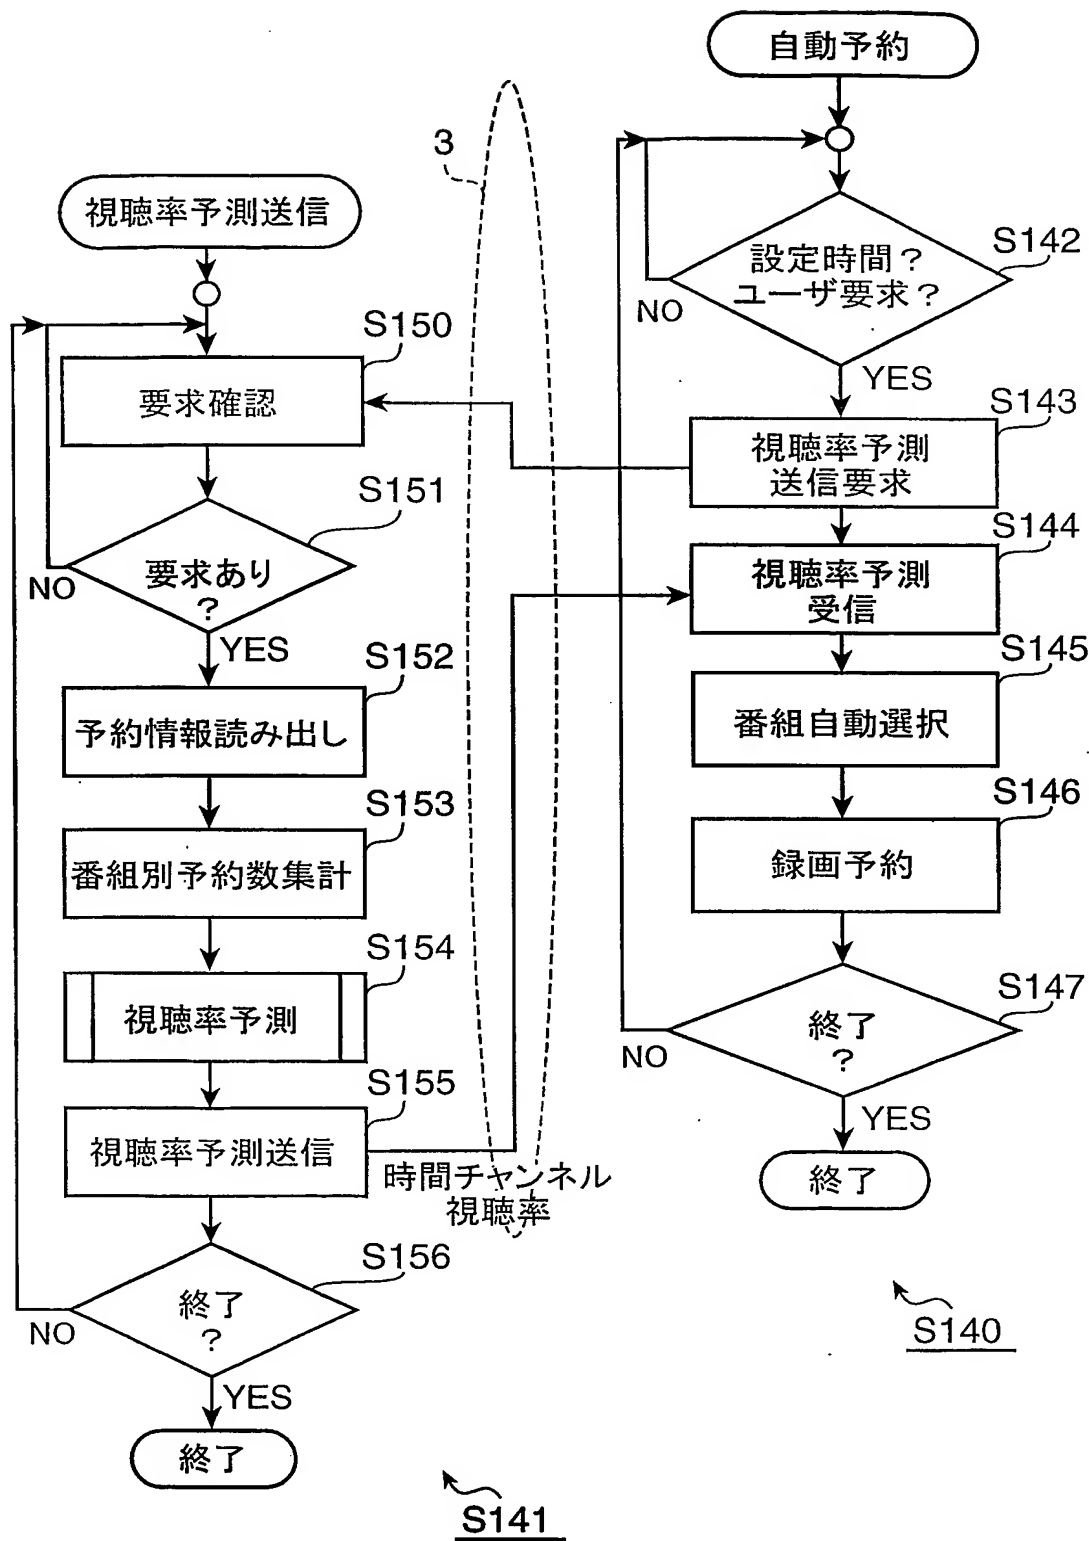 自動予約
3
視聴率予測送信
設定時間?
ユーザ要求?
S142
NO
YES
S150
要求確認
S143
視聴率予測
送信要求
S151
要求あり
?
NO
YES
S144
視聴率予測
受信
S152
予約情報読み出し
S145
番組自動選択
S153
番組別予約数集計
S146
録画予約
S154
視聴率予測
S147
終了
?
NO
YES
S155
視聴率予測送信
時間チャンネル
視聴率
終了
S156
終了
?
NO
YES
S140
終了
S141